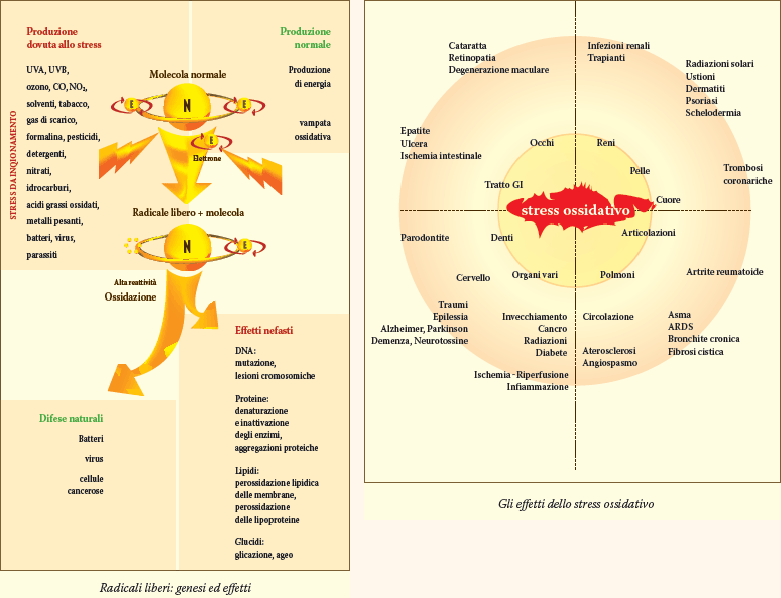 Produzione
dovuta allo stress
UVA, UVB,
ozono, CO, NO₂,
solventi, tabacco,
gas di scarico,
formalina, pesticidi,
detergenti,
nitrati,
idrocarburi,
acidi grassi ossidati,
metalli pesanti,
batteri, virus,
parassiti
STRESS DA INQIONAMENTO
Produzione
normale
Produzione
di energia
vampata
ossidativa
Molecola normale
E
N
E
E
Elettrone
Radicale libero + molecola
N
E
Alta reattività
Ossidazione
Effetti nefasti
DNA:
mutazione,
lesioni cromosomiche
Proteine:
denaturazione
e inattivazione
degli enzimi,
aggregazioni proteiche
Lipidi:
perossidazione lipidica
delle membrane,
perossidazione
delle lipoproteine
Glucidi:
glicazione, ageo
Difese naturali
Batteri
virus
cellule
cancerose
Radicali liberi: genesi ed effetti
Cataratta
Retinopatia
Degenerazione maculare
Infezioni renali
Trapianti
Radiazioni solari
Ustioni
Dermatiti
Psoriasi
Schelodermia
Epatite
Ulcera
Ischemia intestinale
Occhi
Reni
Pelle
Trombosi
coronariche
Tratto G.I
Cuore
stress ossidativo
Parodontite
Denti
Articolazioni
Cervello
Organi vari
Polmoni
Artrite reumatoide
Traumi
Epilessia
Alzheimer, Parkinson
Demenza, Neurotossine
Invecchiamento
Cancro
Radiazioni
Diabete
Ischemia - Riperfusione
Infiammazione
Circolazione
Aterosclerosi
Angiospasmo
Asma
ARDS
Bronchite cronica
Fibrosi cistica
Gli effetti dello stress ossidativo